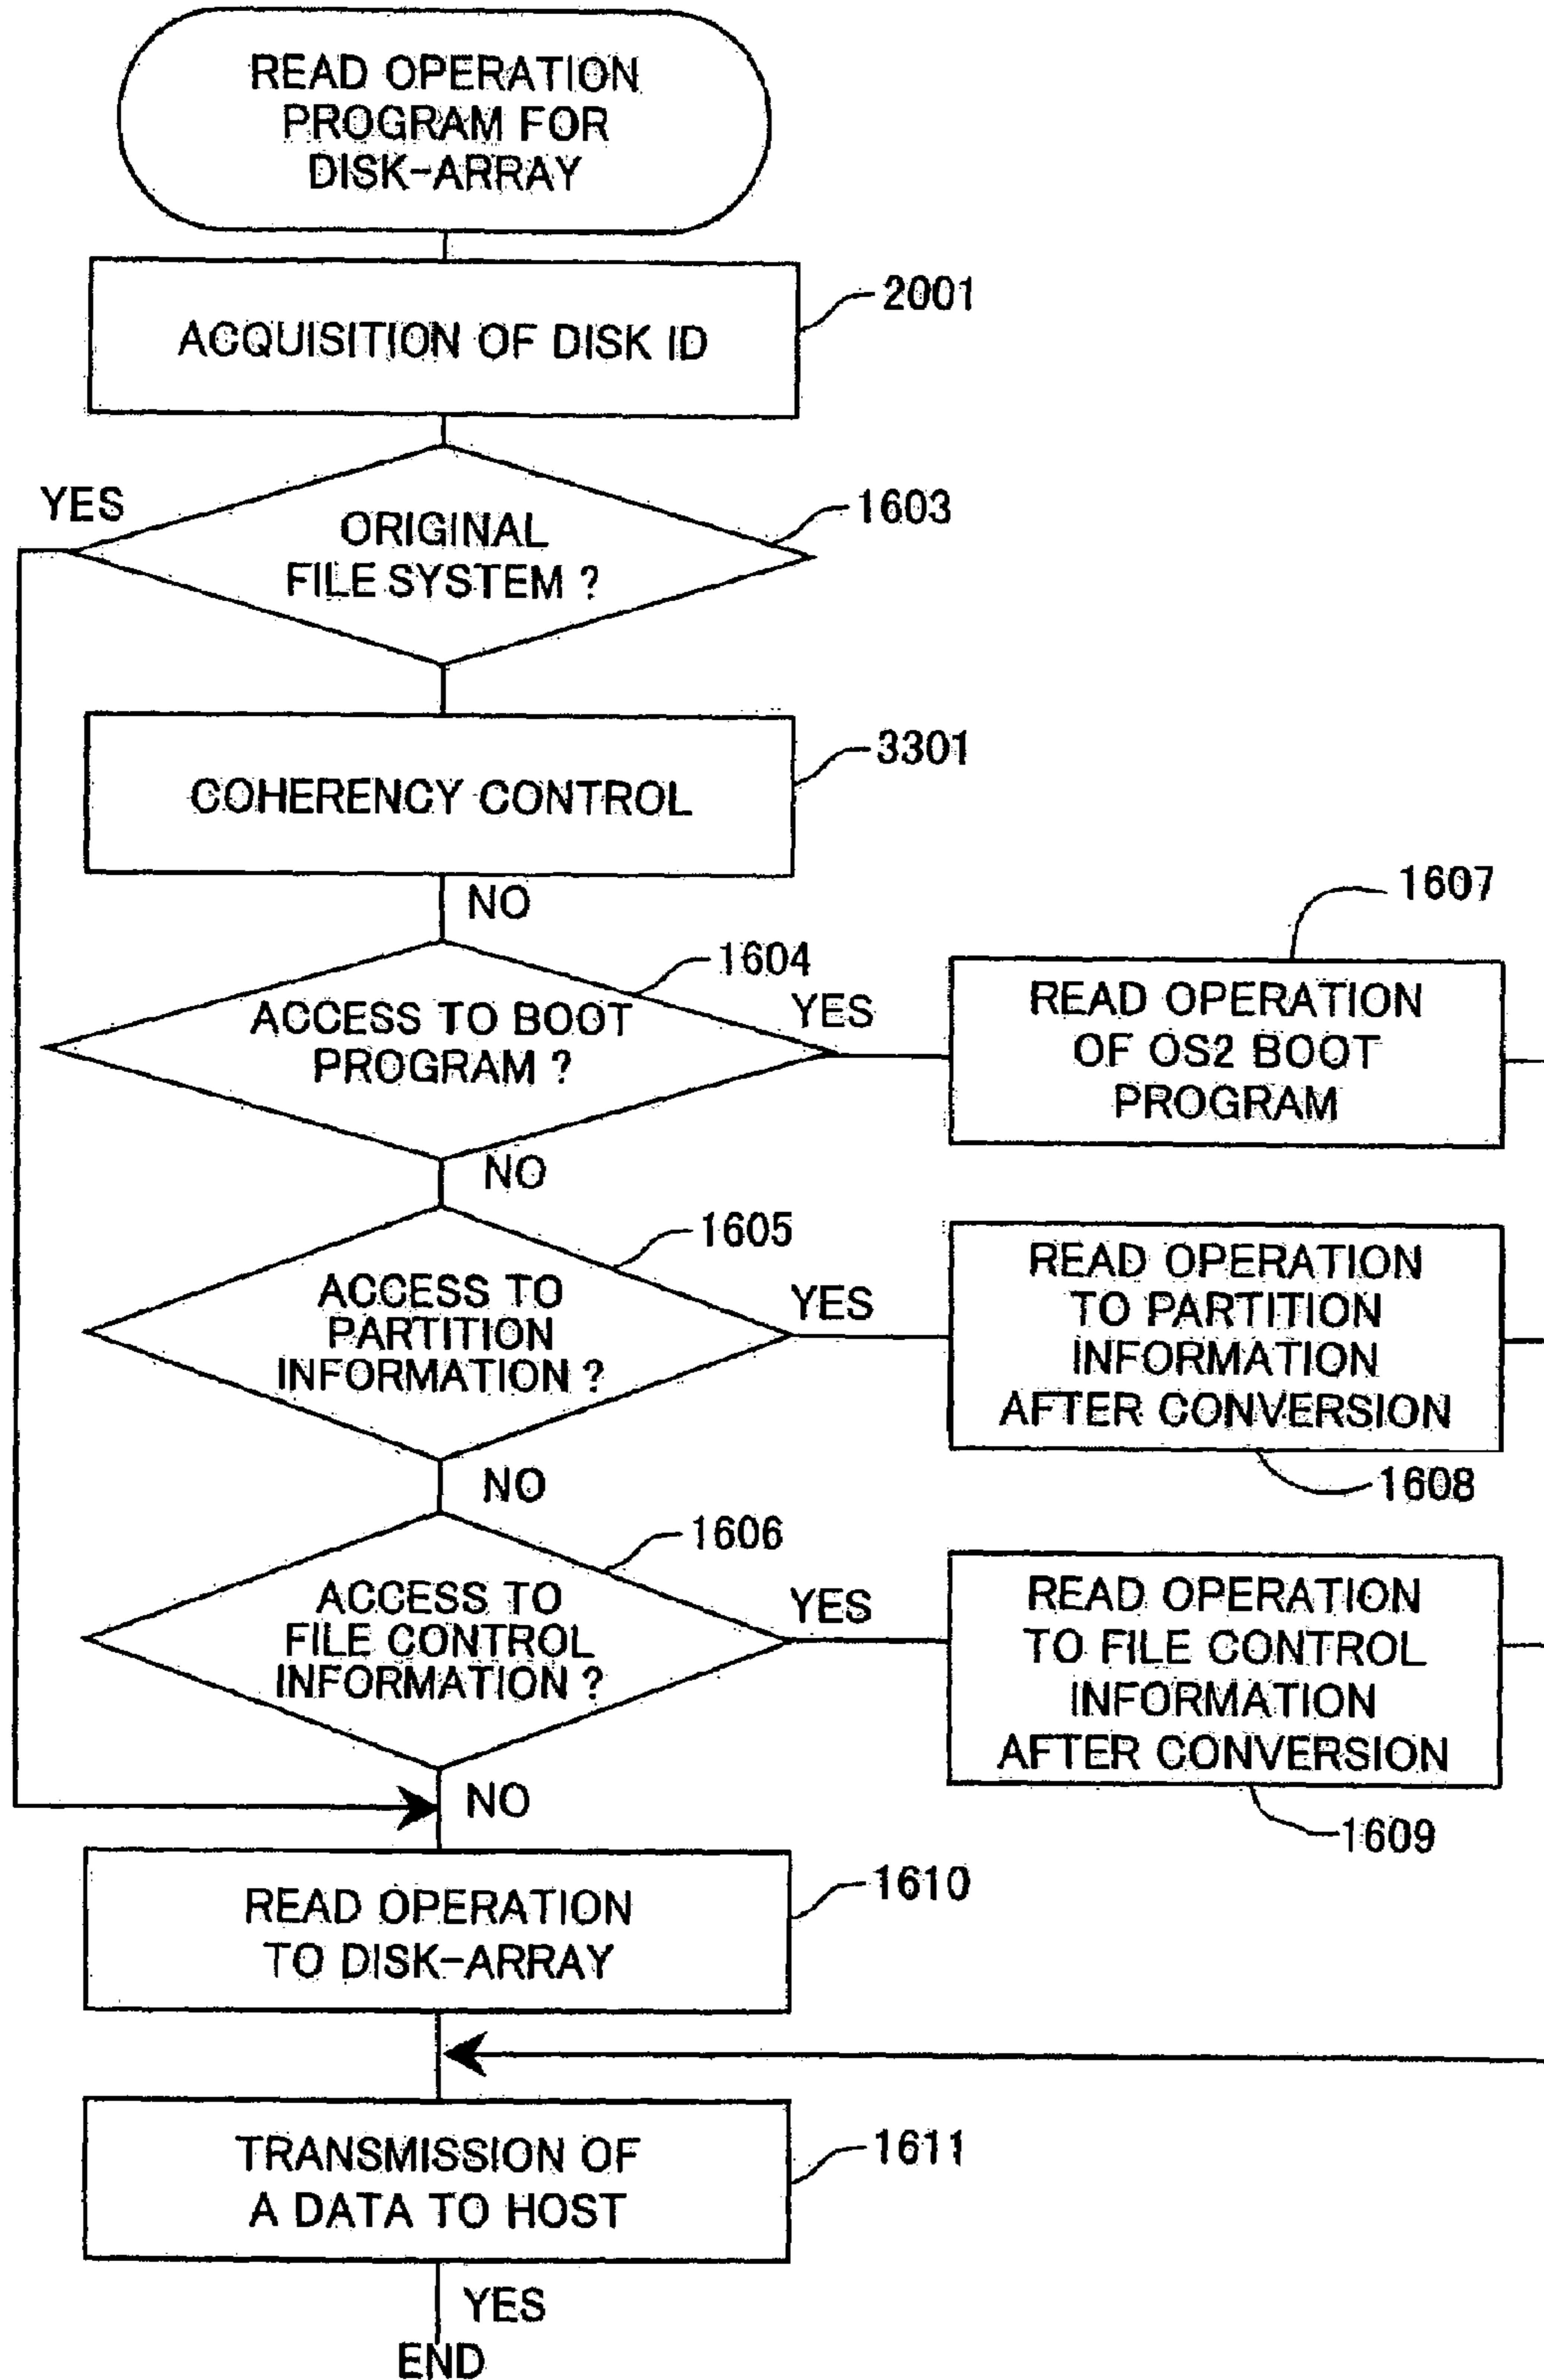 READ OPERATION
PROGRAM FOR
DISK-ARRAY
2001
ACQUISITION OF DISK ID
YES
1603
ORIGINAL
FILE SYSTEM ?
3301
COHERENCY CONTROL
NO
1604
ACCESS TO BOOT
PROGRAM ?
YES
1607
READ OPERATION
OF OS2 BOOT
PROGRAM
NO
1605
ACCESS TO
PARTITION
INFORMATION ?
YES
READ OPERATION
TO PARTITION
INFORMATION
AFTER CONVERSION
1608
NO
1606
ACCESS TO
FILE CONTROL
INFORMATION ?
YES
READ OPERATION
TO FILE CONTROL
INFORMATION
AFTER CONVERSION
1609
NO
1610
READ OPERATION
TO DISK-ARRAY
1611
TRANSMISSION OF
A DATA TO HOST
YES
END